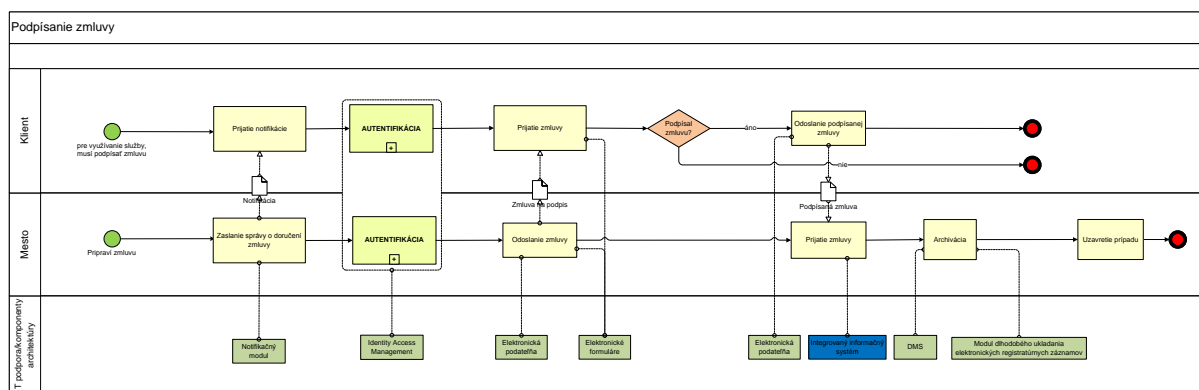 Podpísanie zmluvy
Klient
pre využívanie služby,
musí podpísať zmluvu
Prijatie notifikácie
AUTENTIFIKÁCIA
Prijatie zmluvy
Podpísal
zmluvu?
áno
nie
Odoslanie podpísanej
zmluvy
Notifikácia
Zmluva na podpis
Podpísaná zmluva
Mesto
Pripraví zmluvu
Zaslanie správy o doručení
zmluvy
AUTENTIFIKÁCIA
Odoslanie zmluvy
Prijatie zmluvy
Archivácia
Uzavretie prípadu
T podpora/komponenty
architektúry
Notifikačný
modul
Identity Access
Management
Elektronická
podateľňa
Elektronické
formuláre
Elektronická
podateľňa
Integrovaný informačný
systém
DMS
Modul dlhodobého ukladania
elektronických registratúrnych záznamov